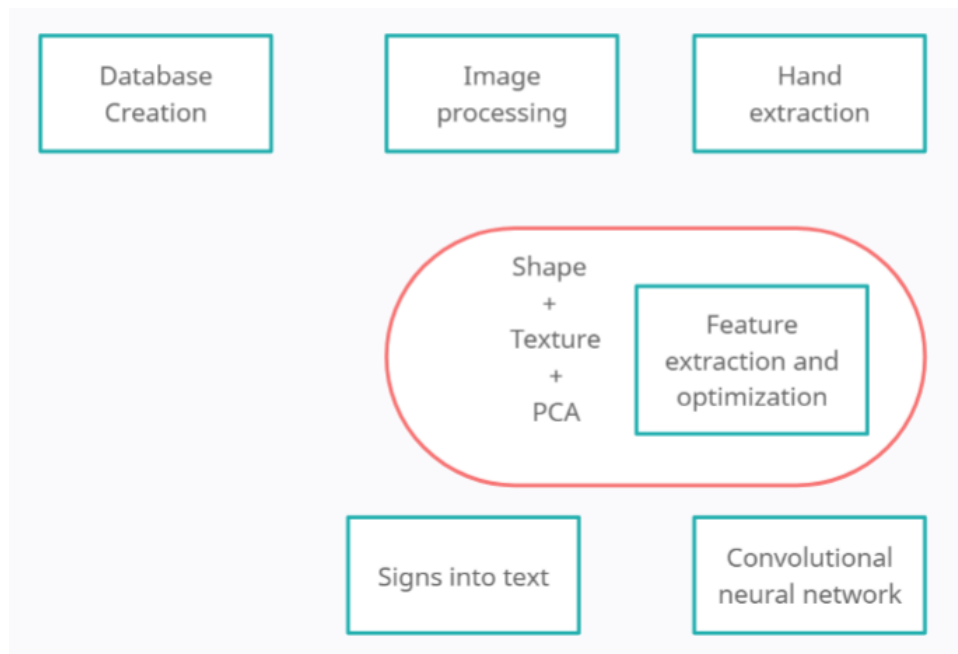 Database
Creation
Image
processing
Hand
extraction
Shape
+
Texture
+
PCA
Feature
extraction and
optimization
Signs into text
Convolutional
neural network